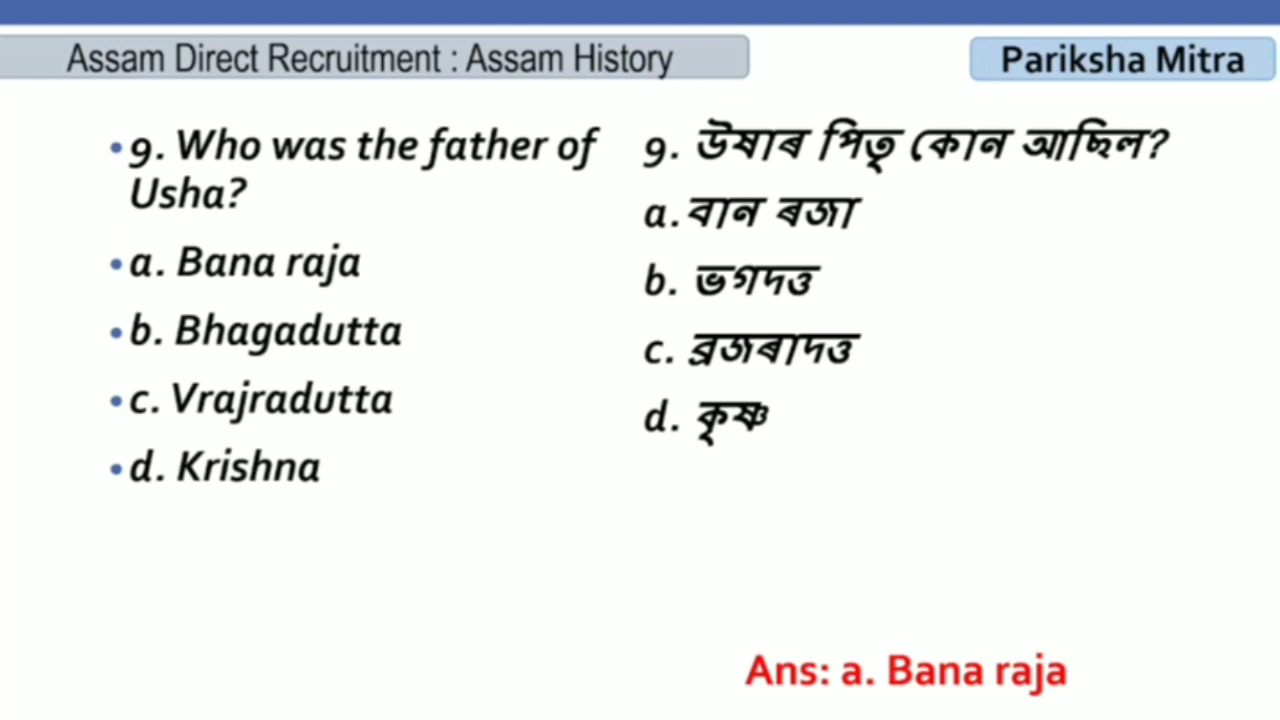 Assam Direct Recruitment : Assam History
Pariksha Mitra
• 9. Who was the father of
Usha?
• a. Bana raja
• b. Bhagadutta
• c. Vrajradutta
• d. Krishna
9. উষাৰ পিতৃ কোন আছিল?
a. বান ৰজা
b. ভগদত্ত
c. ব্রজৰাদত্ত
d. কৃষ্ণ
Ans: a. Bana raja